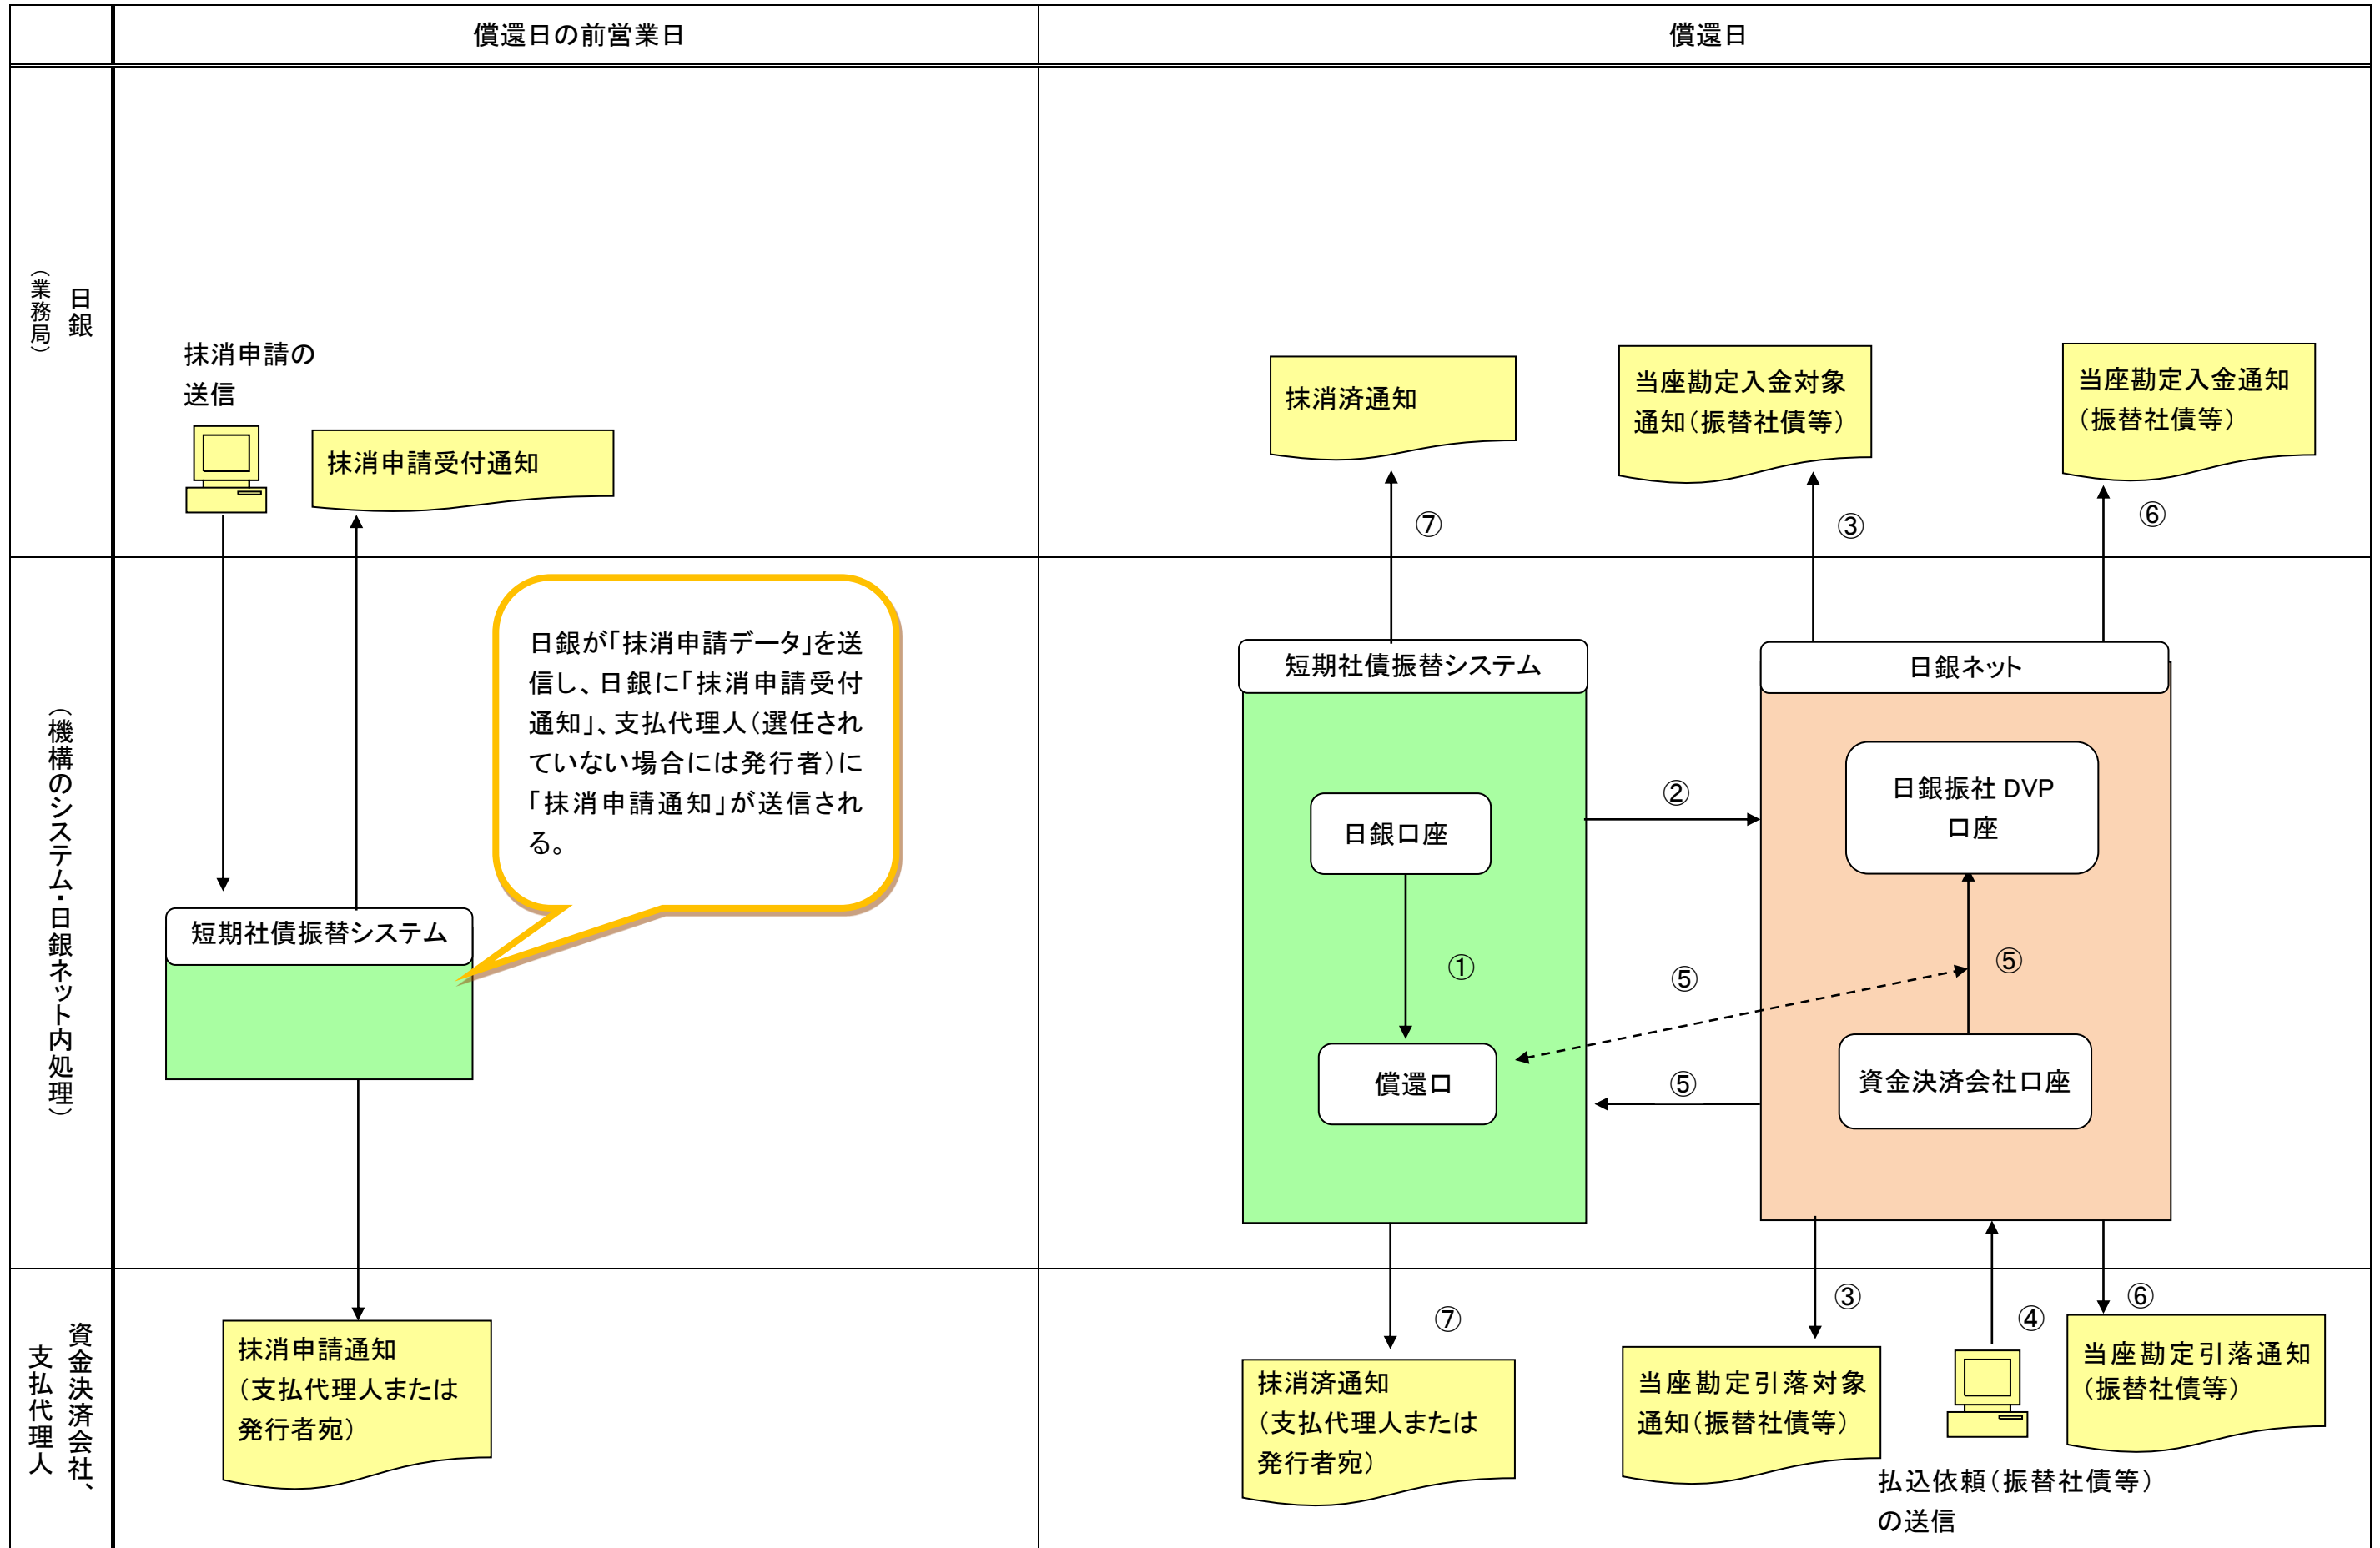 償還日の前営業日
償還日
日銀
（業務局）
抹消申請の
送信
抹消申請受付通知
抹消済通知
当座勘定入金対象
通知（振替社債等）
当座勘定入金通知
（振替社債等）
⑦
③
⑥
（機構のシステム・日銀ネット内処理）
日銀が「抹消申請データ」を送
信し、日銀に「抹消申請受付
通知」、支払代理人（選任され
ていない場合には発行者）に
「抹消申請通知」が送信され
る。
短期社債振替システム
短期社債振替システム
日銀口座
①
償還口
②
⑤
⑤
日銀ネット
日銀振社 DVP
口座
⑤
資金決済会社口座
資金決済会社、
支払代理人
抹消申請通知
（支払代理人または
発行者宛）
⑦
抹消済通知
（支払代理人または
発行者宛）
③
当座勘定引落対象
通知（振替社債等）
④
払込依頼（振替社債等）
の送信
⑥
当座勘定引落通知
（振替社債等）